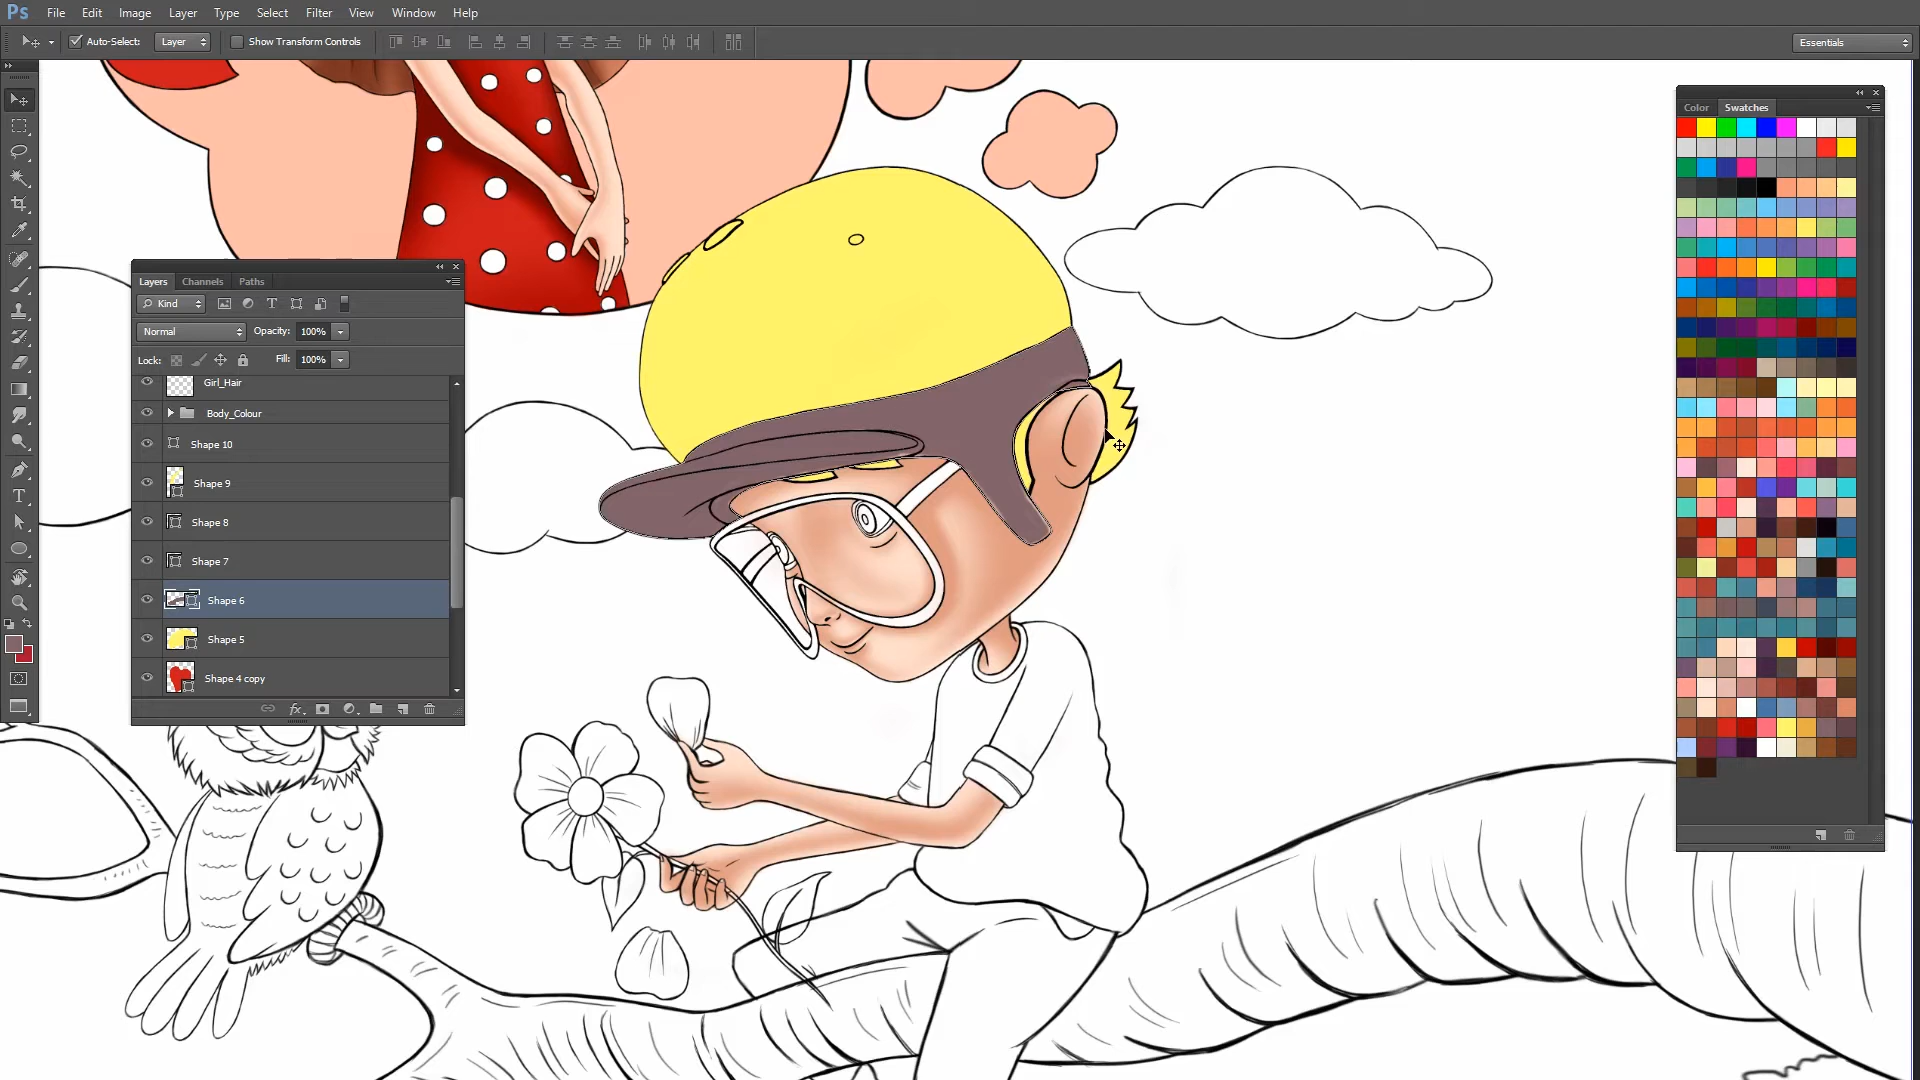 Ps File Edit Image Layer Type Select Filter View Window Help
Auto-Select: Layer Show Transform Controls Essentials
Color Swatches
Layers Channels Paths
Kind
Normal Opacity: 100%
Lock: Fill: 100%
Girl_Hair
Body_Colour
Shape 10
Shape 9
Shape 8
Shape 7
Shape 6
Shape 5
Shape 4 copy
fx